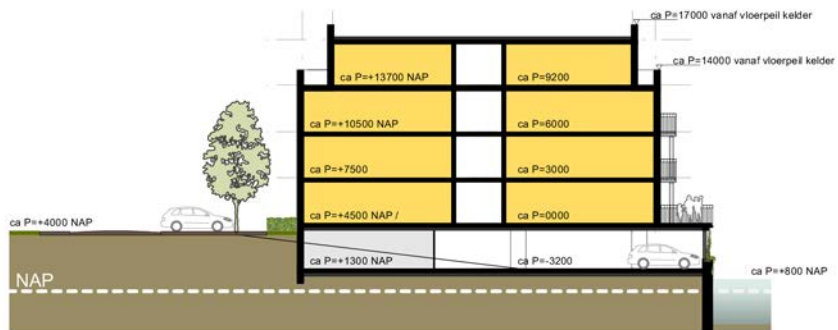 ca P=17000 vanaf vloerpeil kelder
ca P=14000 vanaf vloerpeil kelder
ca P=+13700 NAP
ca P=9200
ca P=+10500 NAP
ca P=6000
ca P=+7500
ca P=3000
ca P=+4000 NAP
ca P=+4500 NAP /
ca P=0000
ca P=+1300 NAP
ca P=-3200
ca P=+800 NAP
NAP